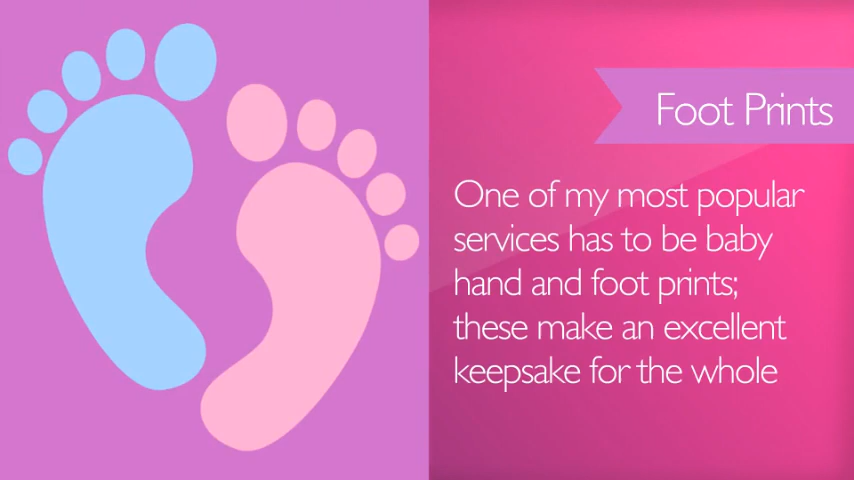 Foot Prints
One of my most popular
services has to be baby
hand and foot prints;
these make an excellent
keepsake for the whole